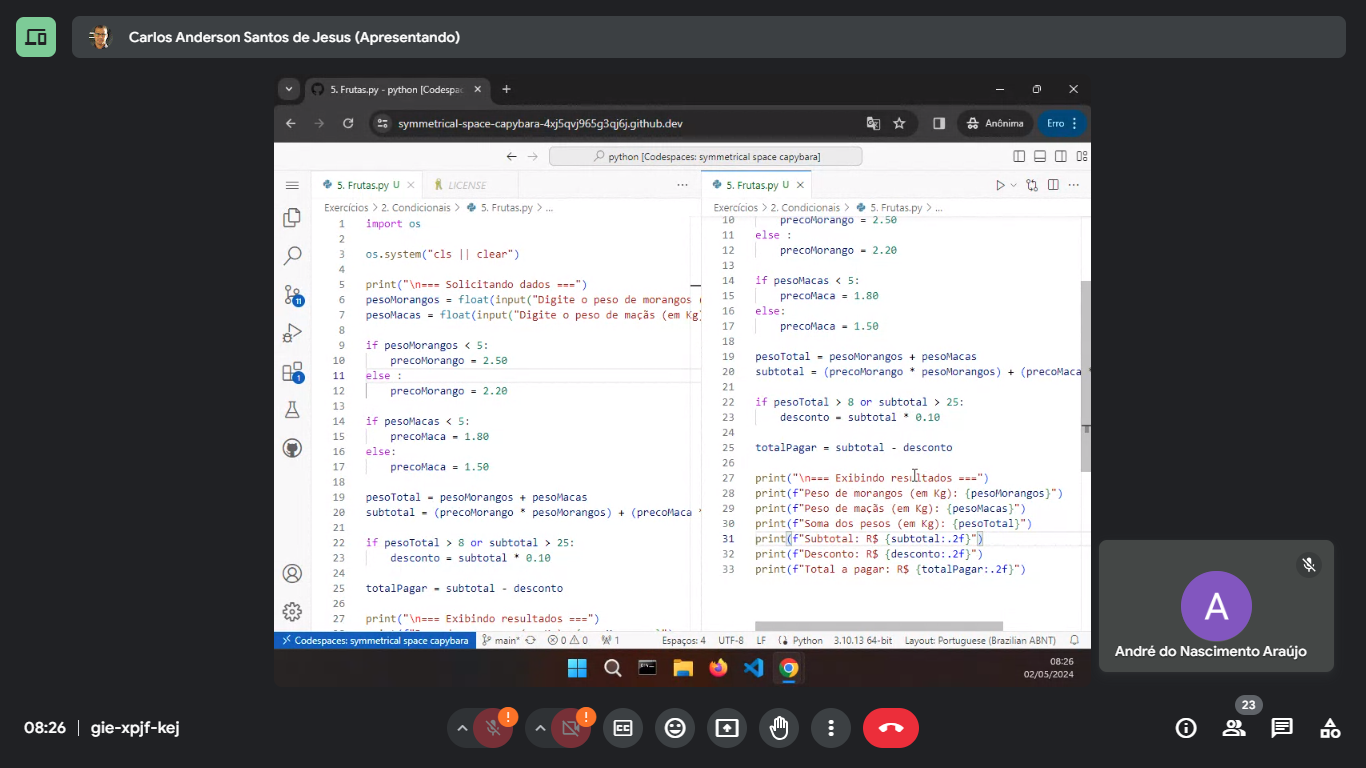 Carlos Anderson Santos de Jesus (Apresentando)
5. Frutas.py - python [Codespac
symmetrical-space-capybara-4xj5qvj965g3qj6j.github.dev
Anônima
Erro
python [Codespaces: symmetrical space capybara]
5. Frutas.py U
LICENSE
Exercícios > 2. Condicionais > 5. Frutas.py > ...
1 import os
2
3 os.system("cls || clear")
4
5 print("\n=== Solicitando dados ===")
6 pesoMorangos = float(input("Digite o peso de morangos (
7 pesoMacas = float(input("Digite o peso de maçãs (em Kg)
8
9 if pesoMorangos < 5:
10 precoMorango = 2.50
11 else :
12 precoMorango = 2.20
13
14 if pesoMacas < 5:
15 precoMaca = 1.80
16 else:
17 precoMaca = 1.50
18
19 pesoTotal = pesoMorangos + pesoMacas
20 subtotal = (precoMorango * pesoMorangos) + (precoMaca *
21
22 if pesoTotal > 8 or subtotal > 25:
23 desconto = subtotal * 0.10
24
25 totalPagar = subtotal - desconto
26
27 print("\n=== Exibindo resultados ===")
5. Frutas.py U
Exercícios > 2. Condicionais > 5. Frutas.py > ...
10 precoMorango = 2.50
11 else :
12 precoMorango = 2.20
13
14 if pesoMacas < 5:
15 precoMaca = 1.80
16 else:
17 precoMaca = 1.50
18
19 pesoTotal = pesoMorangos + pesoMacas
20 subtotal = (precoMorango * pesoMorangos) + (precoMaca *
21
22 if pesoTotal > 8 or subtotal > 25:
23 desconto = subtotal * 0.10
24
25 totalPagar = subtotal - desconto
26
27 print("\n=== Exibindo resultados ===")
28 print(f"Peso de morangos (em Kg): {pesoMorangos}")
29 print(f"Peso de maçãs (em Kg): {pesoMacas}")
30 print(f"Soma dos pesos (em Kg): {pesoTotal}")
31 print(f"Subtotal: R$ {subtotal:.2f}")
32 print(f"Desconto: R$ {desconto:.2f}")
33 print(f"Total a pagar: R$ {totalPagar:.2f}")
11
1
Codespaces: symmetrical space capybara
main*
0 0
1
Espaços: 4
UTF-8
LF
Python
3.10.13 64-bit
Layout: Portuguese (Brazilian ABNT)
08:26
02/05/2024
A
André do Nascimento Araújo
08:26 | gie-xpjf-kej
23